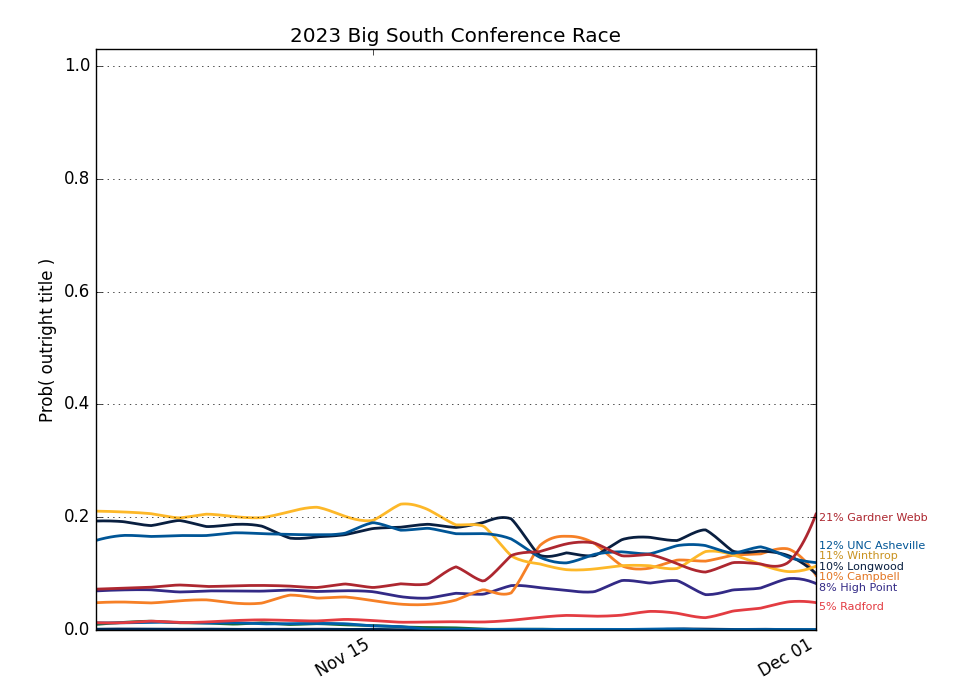 2023 Big South Conference Race
1.0
0.8
0.6
0.4
0.2
0.0
Prob( outright title )
Nov 15
Dec 01
21% Gardner Webb
12% UNC Asheville
11% Winthrop
10% Longwood
10% Campbell
8% High Point
5% Radford